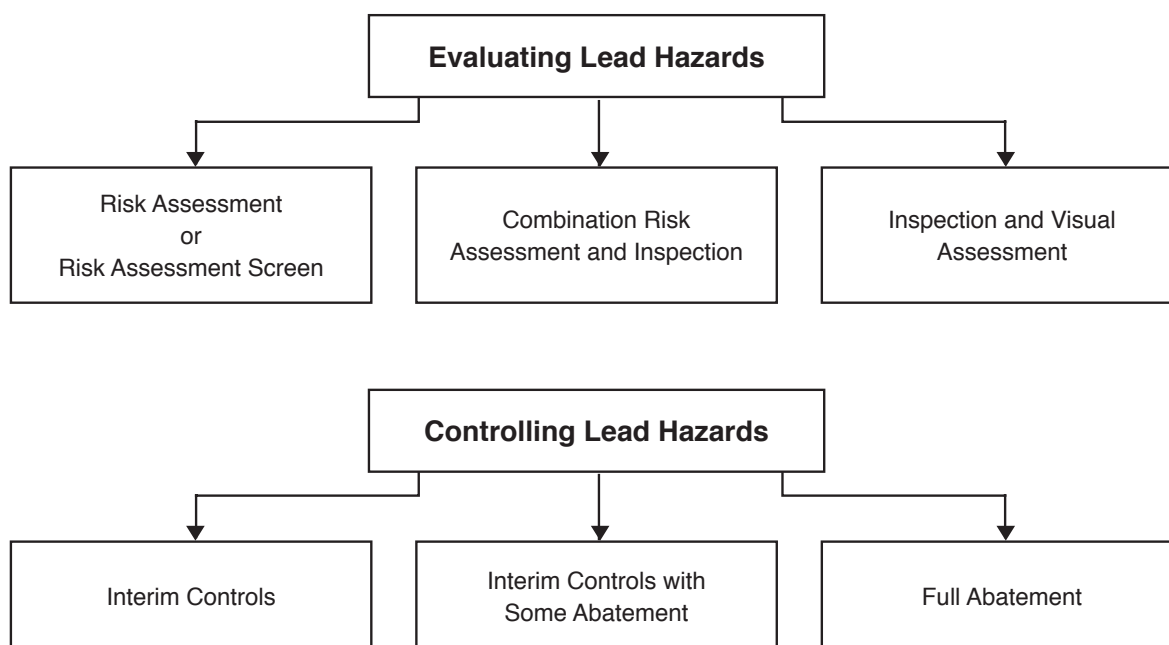 Evaluating Lead Hazards
Risk Assessment
or
Risk Assessment Screen
Combination Risk
Assessment and Inspection
Inspection and Visual
Assessment
Controlling Lead Hazards
Interim Controls
Interim Controls with
Some Abatement
Full Abatement